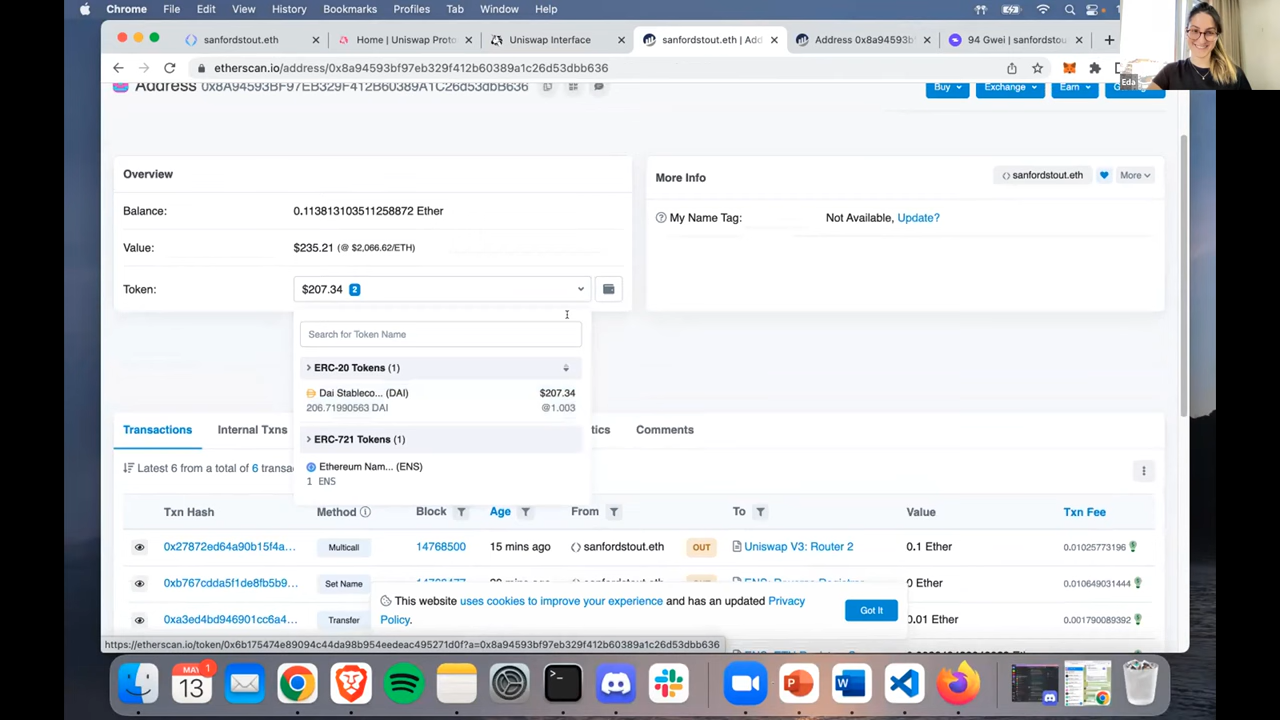 Chrome File Edit View History Bookmarks Profiles Tab Window Help
sanfordstout.eth
Home | Uniswap Proto
Uniswap Interface
sanfordstout.eth | Add
Address 0x8a94593b
94 Gwei | sanfordstou
etherscan.io/address/0x8a94593bf97eb329f412b60389a1c26d53dbb636
Eda
Address 0x8A94593BF97EB329F412B60389A1C26d53dbB636
Buy Exchange Earn
Overview
Balance: 0.113813103511258872 Ether
Value: $235.21 (@ $2,066.62/ETH)
Token: $207.34 2
Search for Token Name
ERC-20 Tokens (1)
Dai Stableco... (DAI) $207.34
206.71990563 DAI @1.003
ERC-721 Tokens (1)
Ethereum Nam... (ENS)
1 ENS
More Info sanfordstout.eth More
My Name Tag: Not Available, Update?
Transactions Internal Txns tics Comments
Latest 6 from a total of 6 transa
Txn Hash Method Block Age From To Value Txn Fee
0x27872ed64a90b15f4a... Multicall 14768500 15 mins ago sanfordstout.eth OUT Uniswap V3: Router 2 0.1 Ether 0.01025773196
0xb767cdda5f1de8fb5b9... Set Name 0 Ether 0.010649031444
0xa3ed4bd946901cc6a4... Transfer 0.01 Ether 0.001790089392
This website uses cookies to improve your experience and has an updated Privacy
Policy.
Got It
https://etherscan.io/token/0x6b175474e89094c44da98b954eedeac495271d0f?a=0x8a94593bf97eb329f412b60389a1c26d53dbb636
MAY
13
1